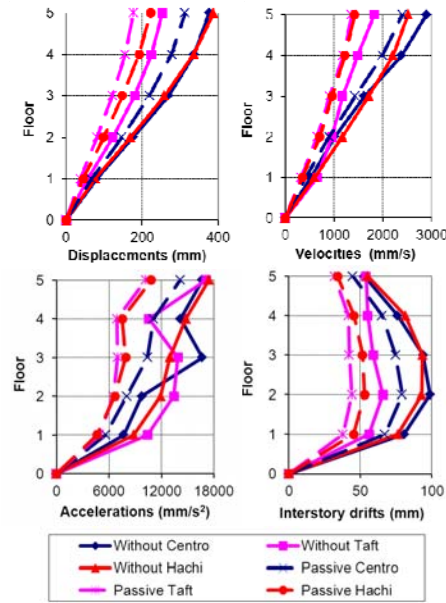 5
4
3
2
1
0
Floor
0 200 400
Displacements (mm)
5
4
3
2
1
0
Floor
0 1000 2000 3000
Velocities (mm/s)
5
4
3
2
1
0
Floor
0 6000 12000 18000
Accelerations (mm/s²)
5
4
3
2
1
0
Floor
0 50 100
Interstory drifts (mm)
Without Centro Without Taft
Without Hachi Passive Centro
Passive Taft Passive Hachi